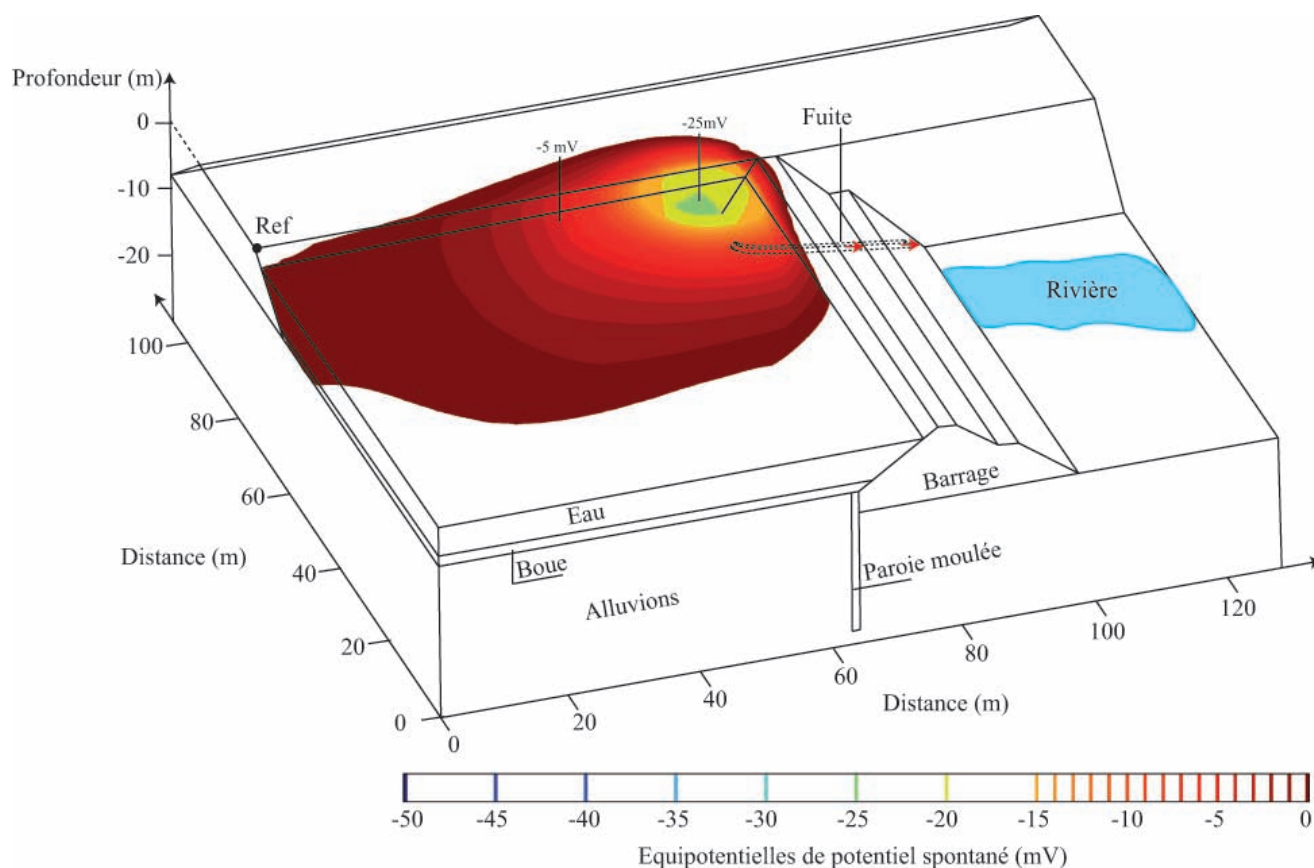 Profondeur (m)
0
-10
-20
-25mV
-5 mV
Fuite
Ref
Rivière
100
80
60
40
20
0
Distance (m)
Eau
Boue
Alluvions
Barrage
Paroie moulée
0
20
40
60
80
100
120
Distance (m)
-50
-45
-40
-35
-30
-25
-20
-15
-10
-5
0
Equipotentielles de potentiel spontané (mV)